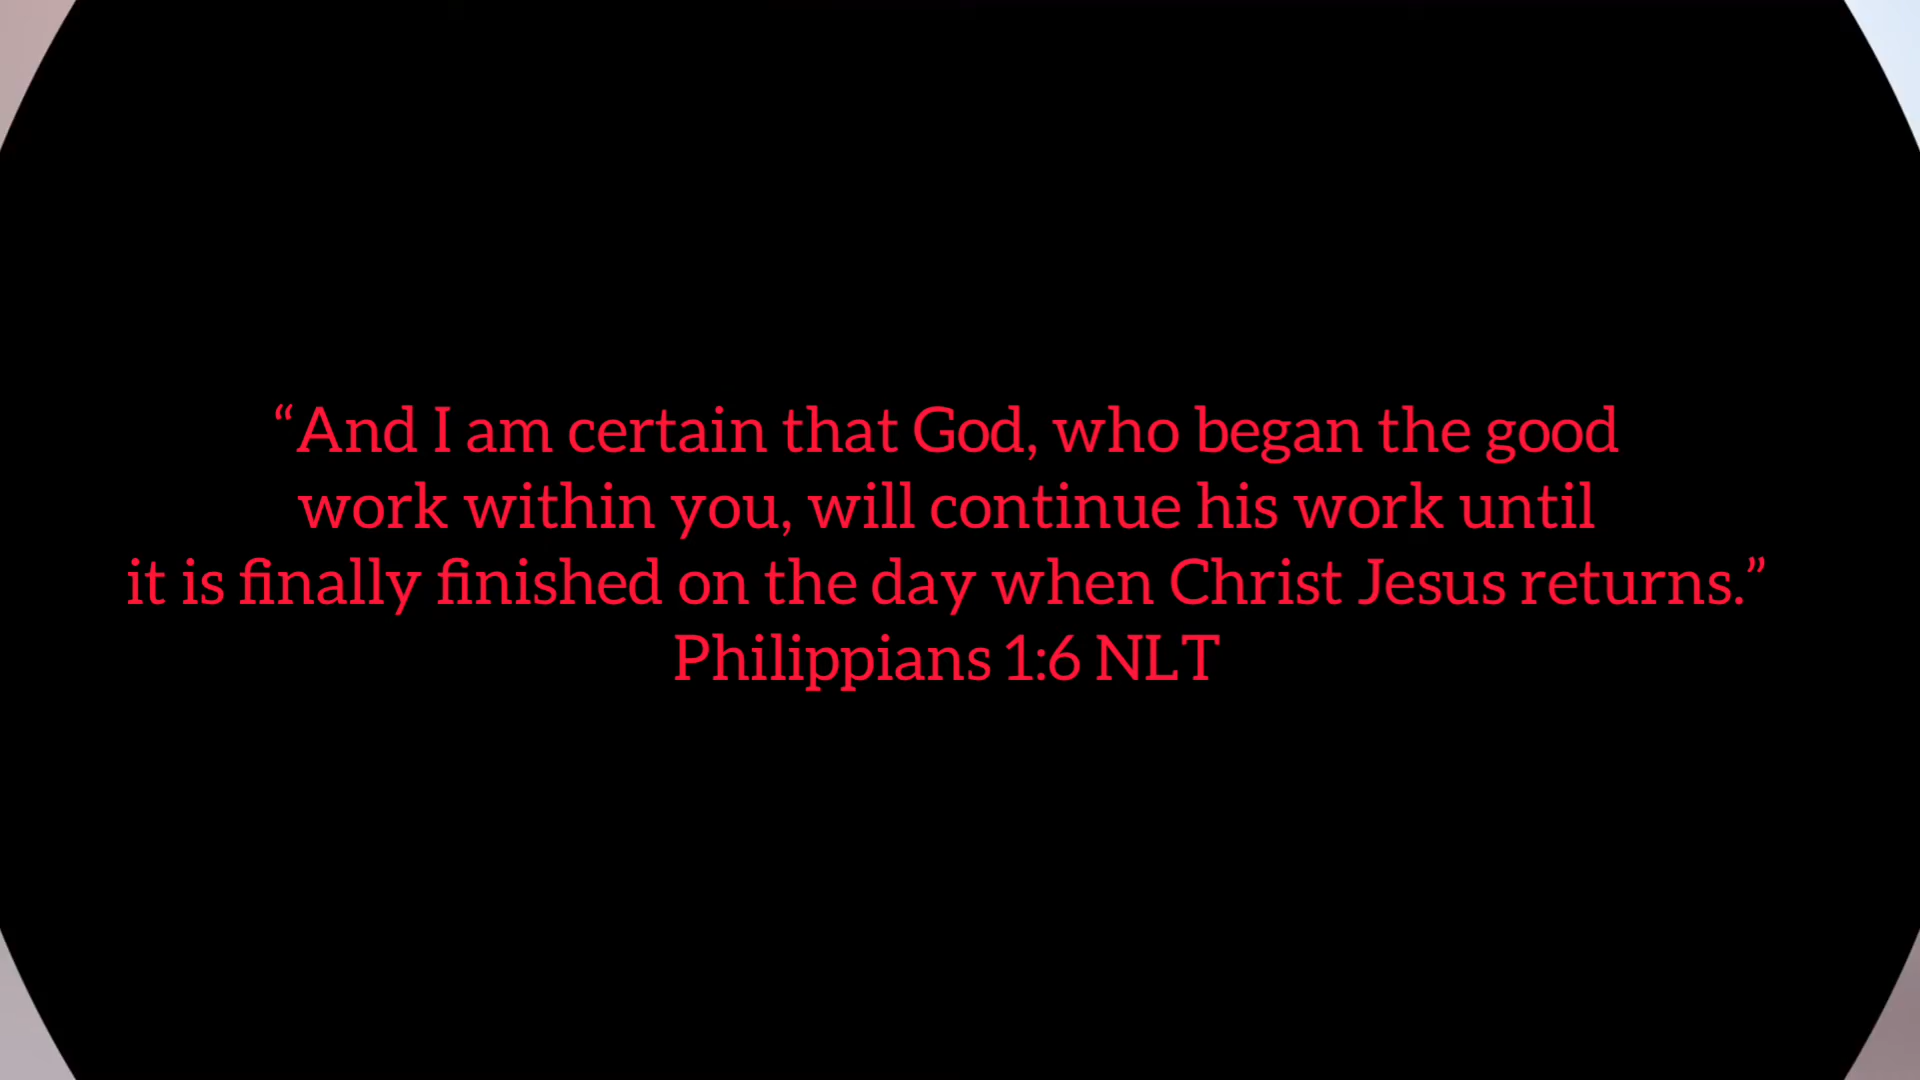 “And I am certain that God, who began the good
work within you, will continue his work until
it is finally finished on the day when Christ Jesus returns.”
Philippians 1:6 NLT